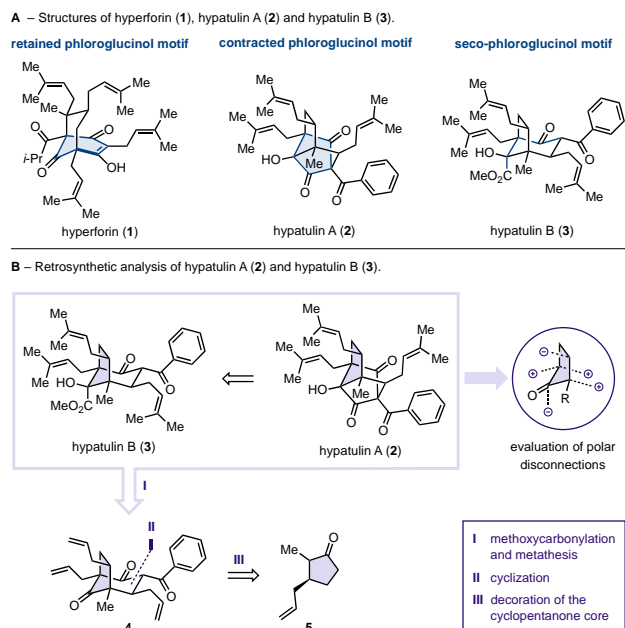 A – Structures of hyperforin (1), hypatulin A (2) and hypatulin B (3).
retained phloroglucinol motif
contracted phloroglucinol motif
seco-phloroglucinol motif
Me
Me
Me
Me
Me
Me
Me
O
O
i-Pr
O
OH
Me
Me
hyperforin (1)
Me
Me
Me
Me
Me
Me
O
HO
Me
O
O
hypatulin A (2)
Me
Me
Me
Me
HO
MeO2C
O
O
Me
Me
Me
hypatulin B (3)
B – Retrosynthetic analysis of hypatulin A (2) and hypatulin B (3).
Me
Me
Me
Me
HO
MeO2C
O
O
Me
Me
Me
hypatulin B (3)
Me
Me
Me
Me
Me
Me
O
HO
Me
O
O
hypatulin A (2)
O
R
evaluation of polar
disconnections
I
II
III
O
O
O
Me
4
Me
O
5
I methoxycarbonylation
and metathesis
II cyclization
III decoration of the
cyclopentanone core